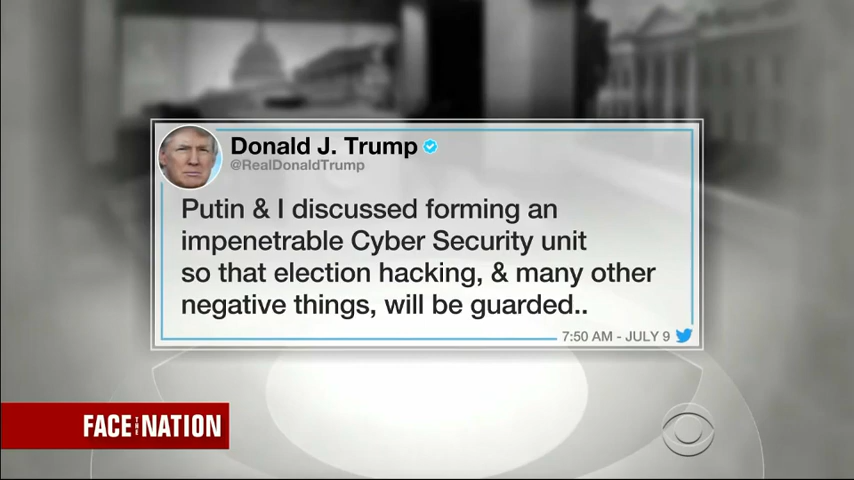 Donald J. Trump
@RealDonaldTrump
Putin & I discussed forming an
impenetrable Cyber Security unit
so that election hacking, & many other
negative things, will be guarded..
7:50 AM - JULY 9
FACE THE NATION